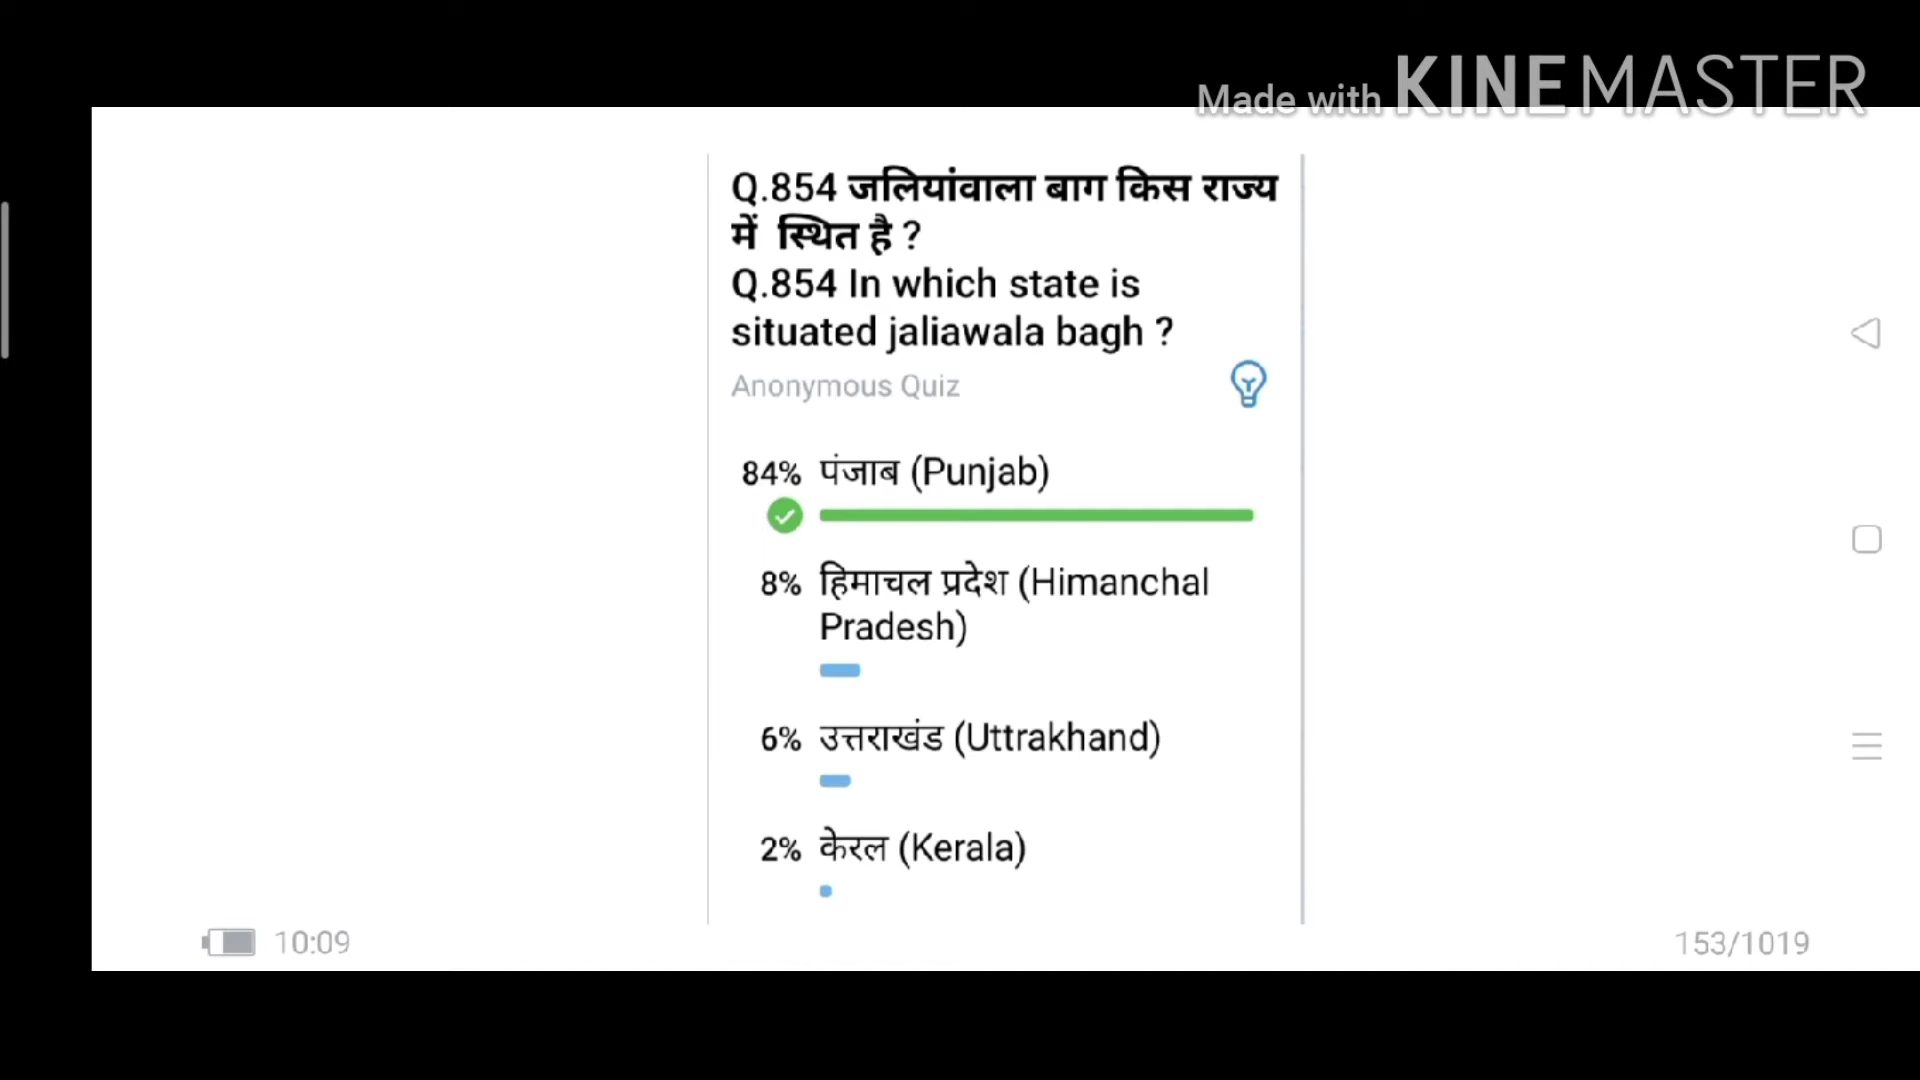 Made with KINEMASTER
Q.854 जलियांवाला बाग किस राज्य
में स्थित है ?
Q.854 In which state is
situated jaliawala bagh ?
Anonymous Quiz
84% पंजाब (Punjab)
8% हिमाचल प्रदेश (Himanchal
Pradesh)
6% उत्तराखंड (Uttrakhand)
2% केरल (Kerala)
10:09
153/1019